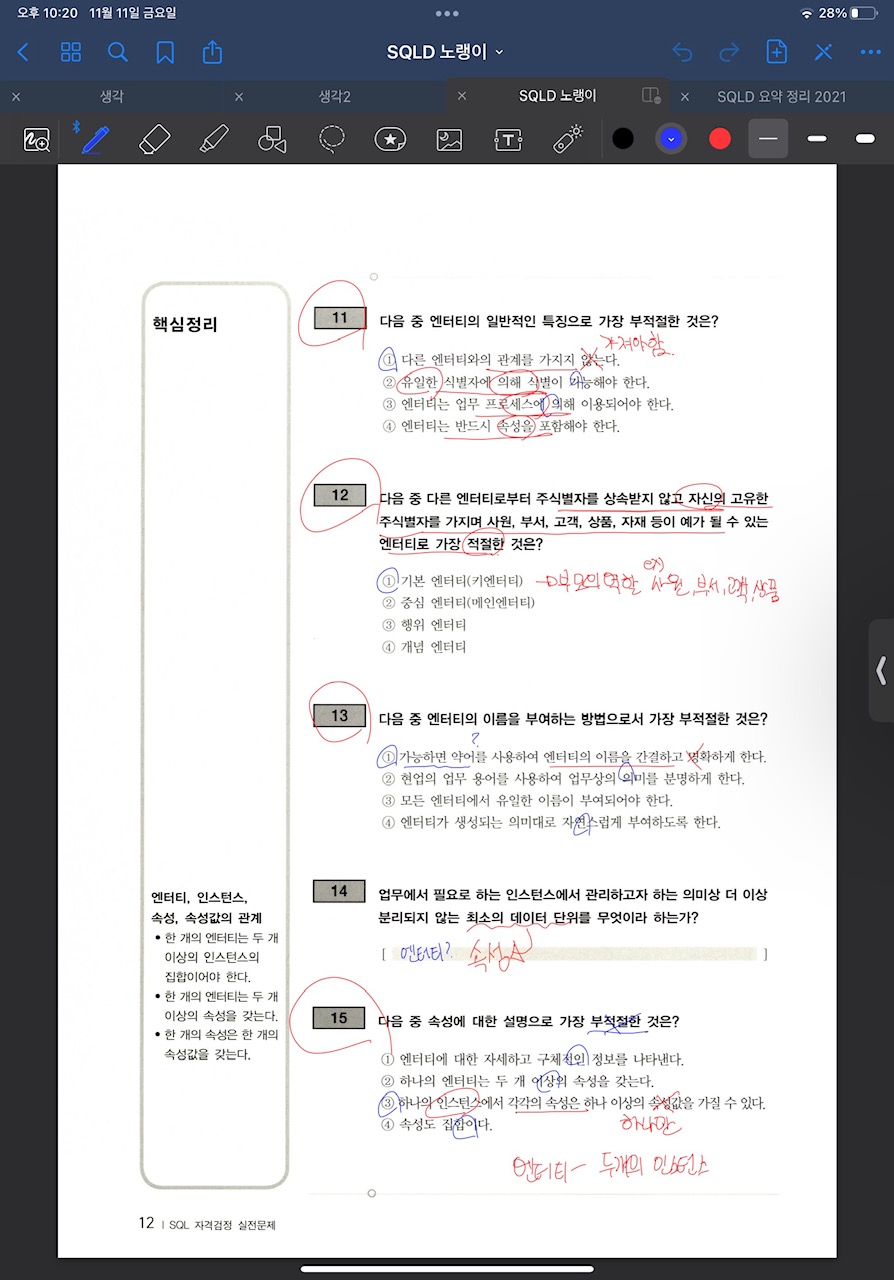 오후 10:20 11월 11일 금요일
28%
SQLD 노랭이
생각
생각2
SQLD 노랭이
SQLD 요약 정리 2021
핵심정리
11 다음 중 엔터티의 일반적인 특징으로 가장 부적절한 것은?
가져야함.
① 다른 엔터티와의 관계를 가지지 않는다.
② 유일한 식별자에 의해 식별이 가능해야 한다.
③ 엔터티는 업무 프로세스에 의해 이용되어야 한다.
④ 엔터티는 반드시 속성을 포함해야 한다.
12 다음 중 다른 엔터티로부터 주식별자를 상속받지 않고 자신의 고유한
주식별자를 가지며 사원, 부서, 고객, 상품, 자재 등이 예가 될 수 있는
엔터티로 가장 적절한 것은?
ex)
① 기본 엔터티(키엔터티) → 부모의 역할 사원, 부서, 고객, 상품
② 중심 엔터티(메인엔터티)
③ 행위 엔터티
④ 개념 엔터티
13 다음 중 엔터티의 이름을 부여하는 방법으로서 가장 부적절한 것은?
?
① 가능하면 약어를 사용하여 엔터티의 이름을 간결하고 명확하게 한다.
② 현업의 업무 용어를 사용하여 업무상의 의미를 분명하게 한다.
③ 모든 엔터티에서 유일한 이름이 부여되어야 한다.
④ 엔터티가 생성되는 의미대로 자연스럽게 부여하도록 한다.
14 업무에서 필요로 하는 인스턴스에서 관리하고자 하는 의미상 더 이상
분리되지 않는 최소의 데이터 단위를 무엇이라 하는가?
[ 엔터티? 속성 ]
엔터티, 인스턴스,
속성, 속성값의 관계
• 한 개의 엔터티는 두 개
이상의 인스턴스의
집합이어야 한다.
• 한 개의 엔터티는 두 개
이상의 속성을 갖는다.
• 한 개의 속성은 한 개의
속성값을 갖는다.
15 다음 중 속성에 대한 설명으로 가장 부적절한 것은?
① 엔터티에 대한 자세하고 구체적인 정보를 나타낸다.
② 하나의 엔터티는 두 개 이상의 속성을 갖는다.
③ 하나의 인스턴스에서 각각의 속성은 하나 이상의 속성값을 가질 수 있다.
④ 속성도 집합이다.
하나만
엔터티 - 두개의 인스턴스
12 | SQL 자격검정 실전문제